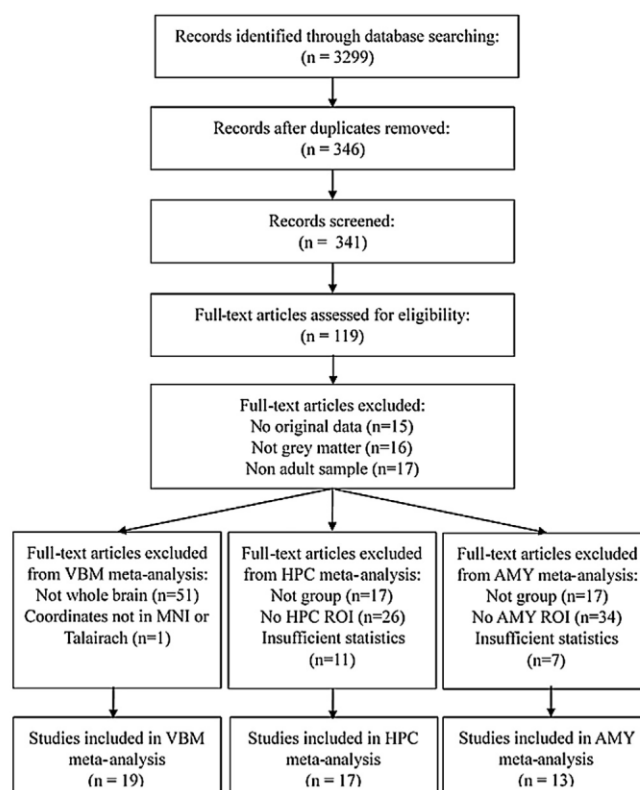 Records identified through database searching:
(n = 3299)
Records after duplicates removed:
(n = 346)
Records screened:
(n = 341)
Full-text articles assessed for eligibility:
(n = 119)
Full-text articles excluded:
No original data (n=15)
Not grey matter (n=16)
Non adult sample (n=17)
Full-text articles excluded
from VBM meta-analysis:
Not whole brain (n=51)
Coordinates not in MNI or
Talairach (n=1)
Full-text articles excluded
from HPC meta-analysis:
Not group (n=17)
No HPC ROI (n=26)
Insufficient statistics
(n=11)
Full-text articles excluded
from AMY meta-analysis:
Not group (n=17)
No AMY ROI (n=34)
Insufficient statistics
(n=7)
Studies included in VBM
meta-analysis
(n = 19)
Studies included in HPC
meta-analysis
(n = 17)
Studies included in AMY
meta-analysis
(n = 13)